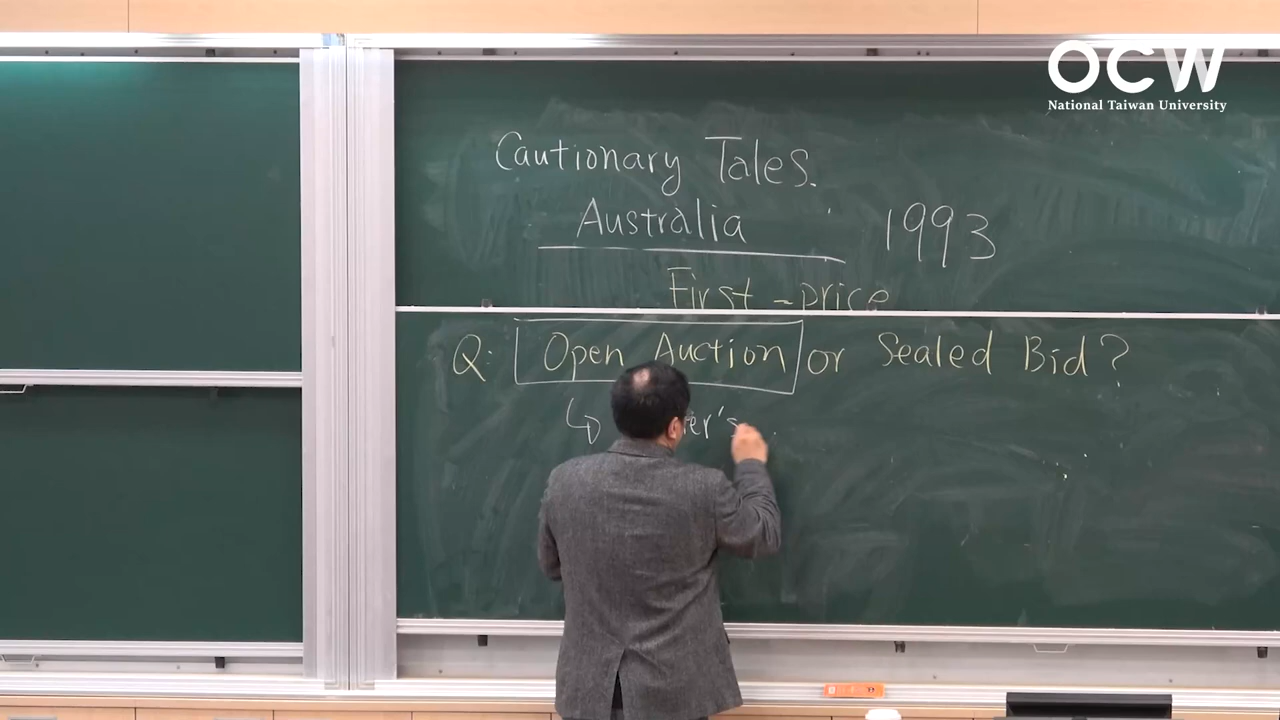 OCW
National Taiwan University
Cautionary Tales.
Australia 1993
First-price
Q: Open Auction or Sealed Bid?